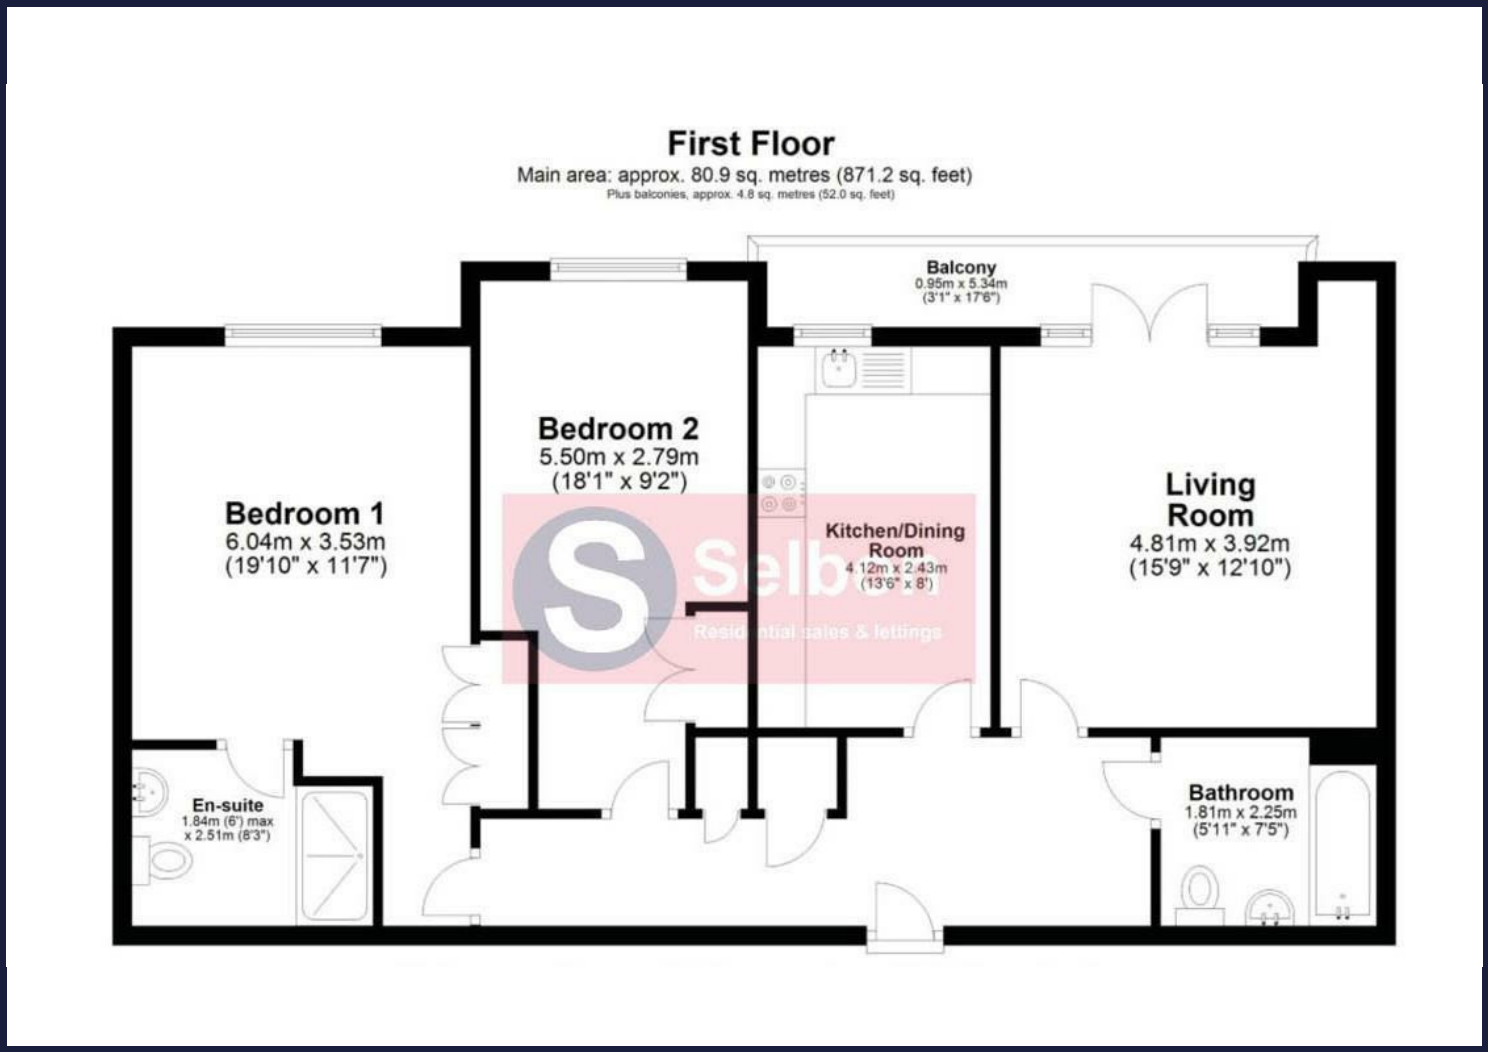 First Floor
Main area: approx. 80.9 sq. metres (871.2 sq. feet)
Plus balconies, approx. 4.8 sq. metres (52.0 sq. feet)
Balcony
0.95m x 5.34m
(3'1" x 17'6")
Bedroom 2
5.50m x 2.79m
(18'1" x 9'2")
Living
Room
4.81m x 3.92m
(15'9" x 12'10")
Bedroom 1
6.04m x 3.53m
(19'10" x 11'7")
Kitchen/Dining
Room
4.12m x 2.43m
(13'6" x 8')
S
Residential sales & lettings
En-suite
1.84m (6') max
x 2.51m (8'3")
Bathroom
1.81m x 2.25m
(5'11" x 7'5")